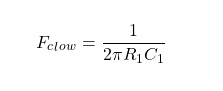 $F_{clow} = \frac{1}{2\pi R_1 C_1}$